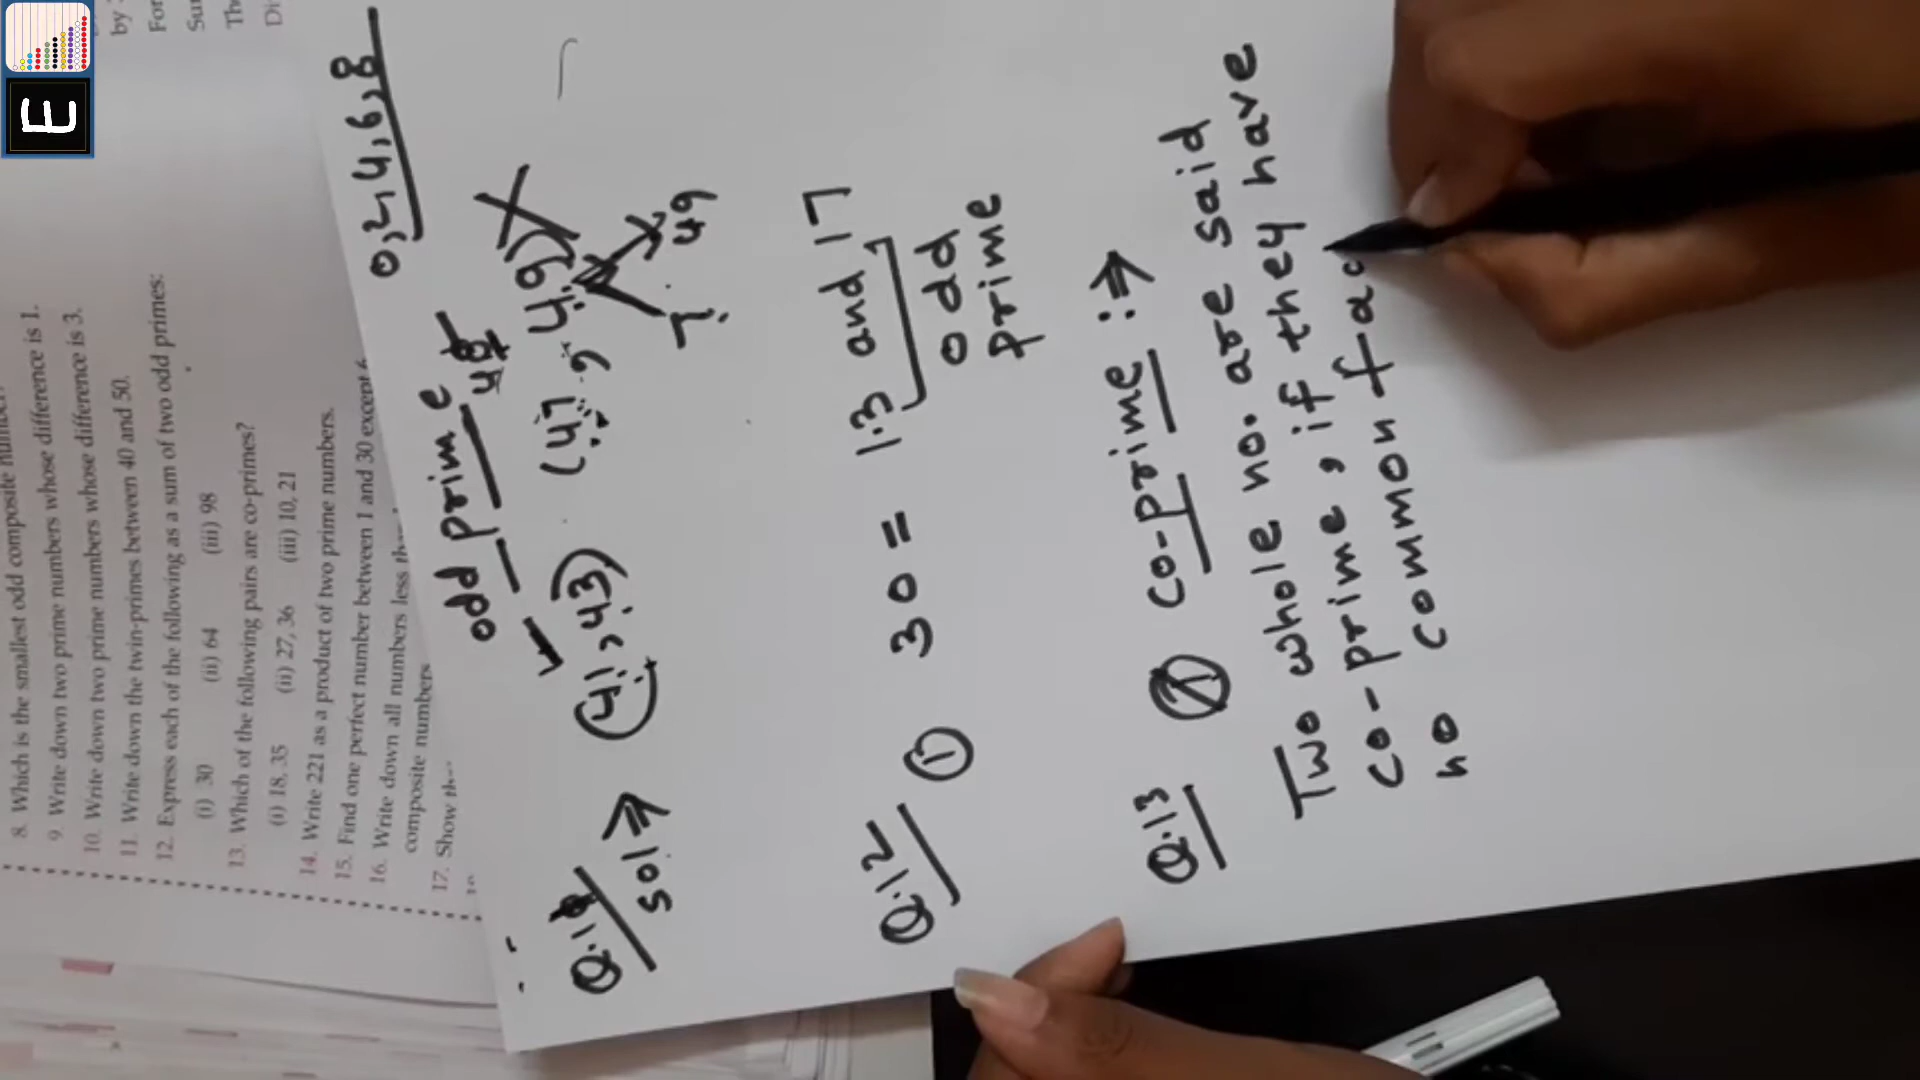 E
by
For
Su
Th
Di
8. Which is the smallest odd composite number
9. Write down two prime numbers whose difference is 1.
10. Write down two prime numbers whose difference is 3.
11. Write down the twin-primes between 40 and 50.
12. Express each of the following as a sum of two odd primes:
(i) 30 (ii) 64 (iii) 98
13. Which of the following pairs are co-primes?
(i) 18, 35 (ii) 27, 36 (iii) 10, 21
14. Write 221 as a product of two prime numbers.
15. Find one perfect number between 1 and 30 except 6
16. Write down all numbers less
composite numbers
17. Show
0,2,4,6,8
odd prime
Sol ⇒ (41,43) (47,49)
7 49
Q.12 (1) 30 = 13 and 17
odd
prime
Q.13 co-prime :⇒
Two whole no. are said
co-prime, if they have
no common fac